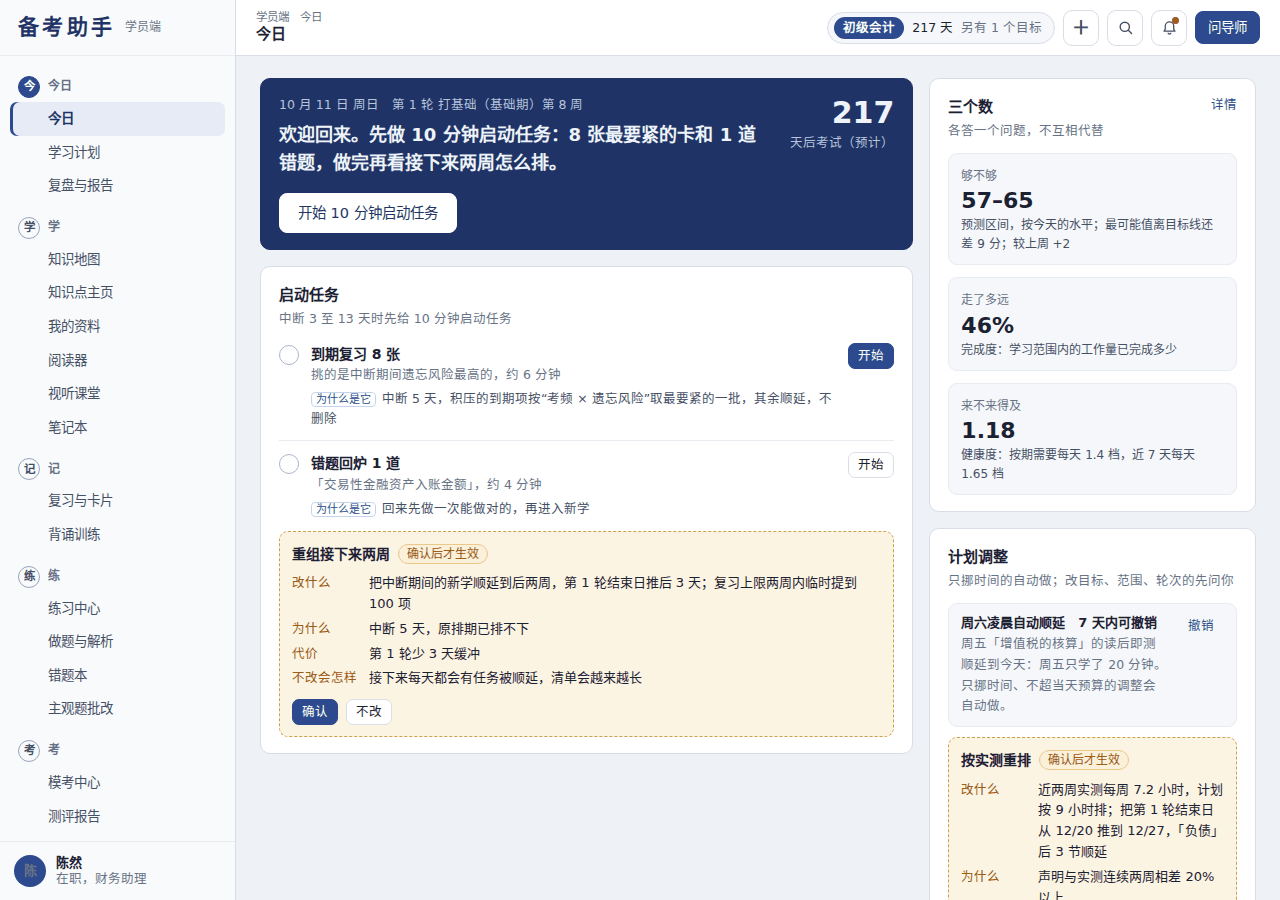 备考助手 学员端
今 今日
今日
学习计划
复盘与报告
学 学
知识地图
知识点主页
我的资料
阅读器
视听课堂
笔记本
记 记
复习与卡片
背诵训练
练 练
练习中心
做题与解析
错题本
主观题批改
考 考
模考中心
测评报告
陈 陈然
在职，财务助理
学员端 今日
今日
初级会计 217 天 另有 1 个目标
问导师
10 月 11 日 周日 第 1 轮 打基础（基础期）第 8 周
欢迎回来。先做 10 分钟启动任务：8 张最要紧的卡和 1 道
错题，做完再看接下来两周怎么排。
217
天后考试（预计）
开始 10 分钟启动任务
启动任务
中断 3 至 13 天时先给 10 分钟启动任务
到期复习 8 张
挑的是中断期间遗忘风险最高的，约 6 分钟
为什么是它 中断 5 天，积压的到期项按“考频 × 遗忘风险”取最要紧的一批，其余顺延，不
删除
开始
错题回炉 1 道
「交易性金融资产入账金额」，约 4 分钟
为什么是它 回来先做一次能做对的，再进入新学
开始
重组接下来两周 确认后才生效
改什么 把中断期间的新学顺延到后两周，第 1 轮结束日推后 3 天；复习上限两周内临时提到
100 项
为什么 中断 5 天，原排期已排不下
代价 第 1 轮少 3 天缓冲
不改会怎样 接下来每天都会有任务被顺延，清单会越来越长
确认 不改
三个数 详情
各答一个问题，不互相代替
够不够
57–65
预测区间，按今天的水平；最可能值离目标线还
差 9 分；较上周 +2
走了多远
46%
完成度：学习范围内的工作量已完成多少
来不来得及
1.18
健康度：按期需要每天 1.4 档，近 7 天每天
1.65 档
计划调整
只挪时间的自动做；改目标、范围、轮次的先问你
周六凌晨自动顺延 7 天内可撤销
撤销
周五「增值税的核算」的读后即测
顺延到今天：周五只学了 20 分钟。
只挪时间、不超当天预算的调整会
自动做。
按实测重排 确认后才生效
改什么 近两周实测每周 7.2 小时，计划
按 9 小时排；把第 1 轮结束日
从 12/20 推到 12/27，「负债」
后 3 节顺延
为什么 声明与实测连续两周相差 20%
以上